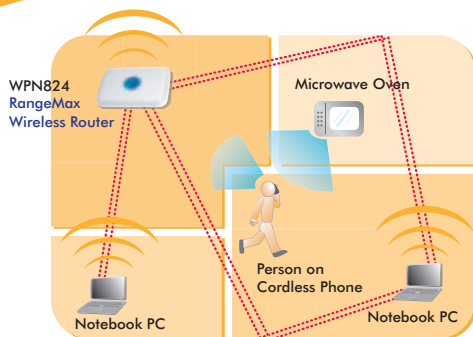 WPN824
RangeMax
Wireless Router
Microwave Oven
Person on
Cordless Phone
Notebook PC
Notebook PC